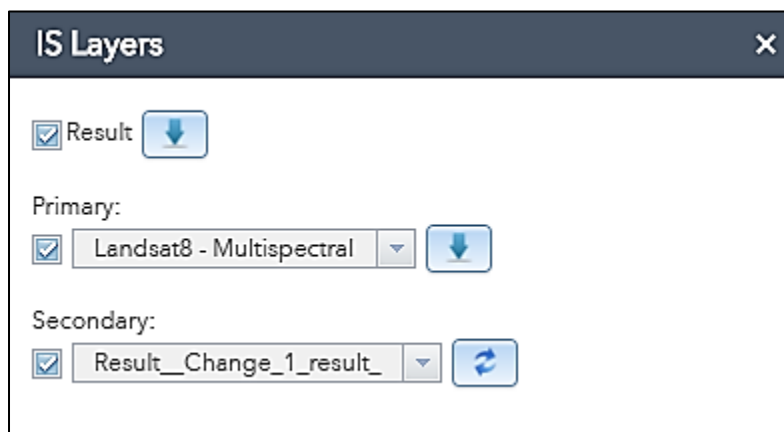 IS Layers
Result
Primary:
Landsat8 - Multispectral
Secondary:
Result__Change_1_result_